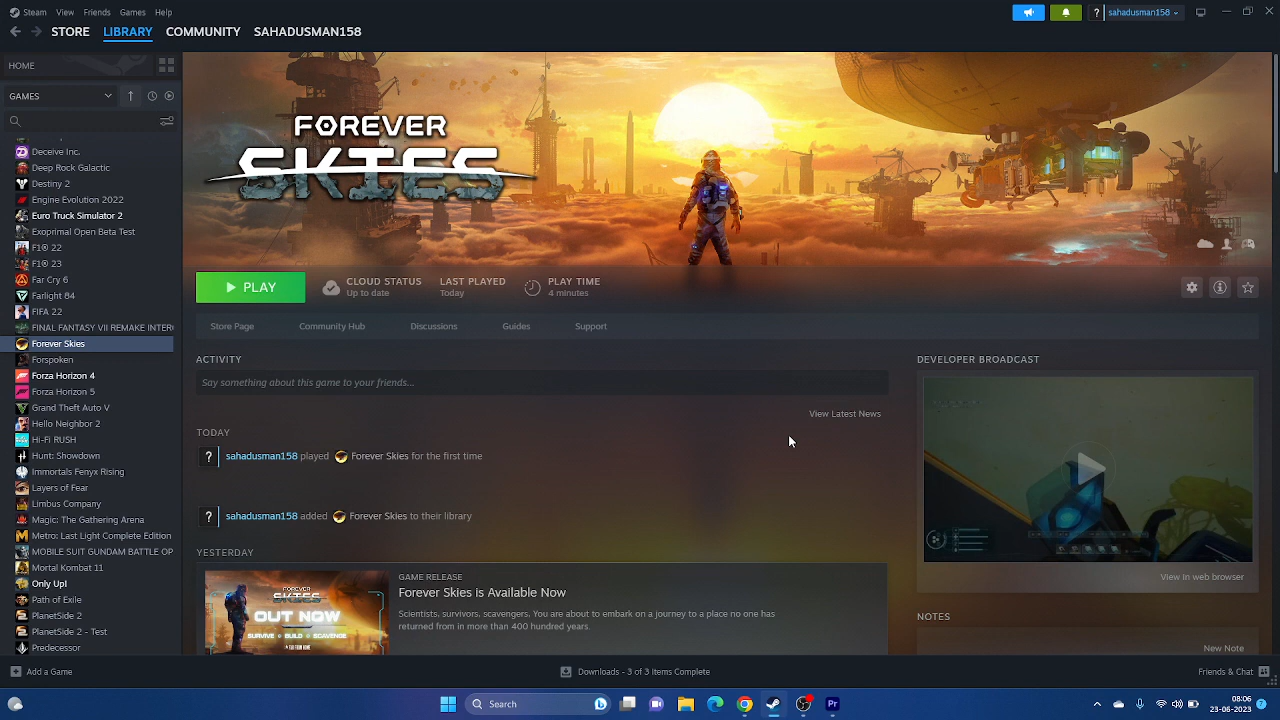 Steam View Friends Games Help
sahadusman158
STORE LIBRARY COMMUNITY SAHADUSMAN158
HOME
GAMES
Deceive Inc.
Deep Rock Galactic
Destiny 2
Engine Evolution 2022
Euro Truck Simulator 2
Exoprimal Open Beta Test
F1® 22
F1® 23
Far Cry 6
Farlight 84
FIFA 22
FINAL FANTASY VII REMAKE INTER
Forever Skies
Forspoken
Forza Horizon 4
Forza Horizon 5
Grand Theft Auto V
Hello Neighbor 2
Hi-Fi RUSH
Hunt: Showdown
Immortals Fenyx Rising
Layers of Fear
Limbus Company
Magic: The Gathering Arena
Metro: Last Light Complete Edition
MOBILE SUIT GUNDAM BATTLE OP
Mortal Kombat 11
Only Up!
Path of Exile
PlanetSide 2
PlanetSide 2 - Test
Possessor
FOREVER
SKIES
PLAY
CLOUD STATUS
Up to date
LAST PLAYED
Today
PLAY TIME
4 minutes
Store Page Community Hub Discussions Guides Support
ACTIVITY
Say something about this game to your friends...
View Latest News
TODAY
? sahadusman158 played Forever Skies for the first time
? sahadusman158 added Forever Skies to their library
YESTERDAY
FOREVER
SKIES
OUT NOW
SURVIVE BUILD SCAVENGE
GAME RELEASE
Forever Skies is Available Now
Scientists, survivors, scavengers, You are about to embark on a journey to a place no one has
returned from in more than 400 hundred years.
DEVELOPER BROADCAST
View In web browser
NOTES
New Note
Add a Game
Downloads - 3 of 3 Items Complete
Friends & Chat
Search
Pr
08:06
23-06-2023